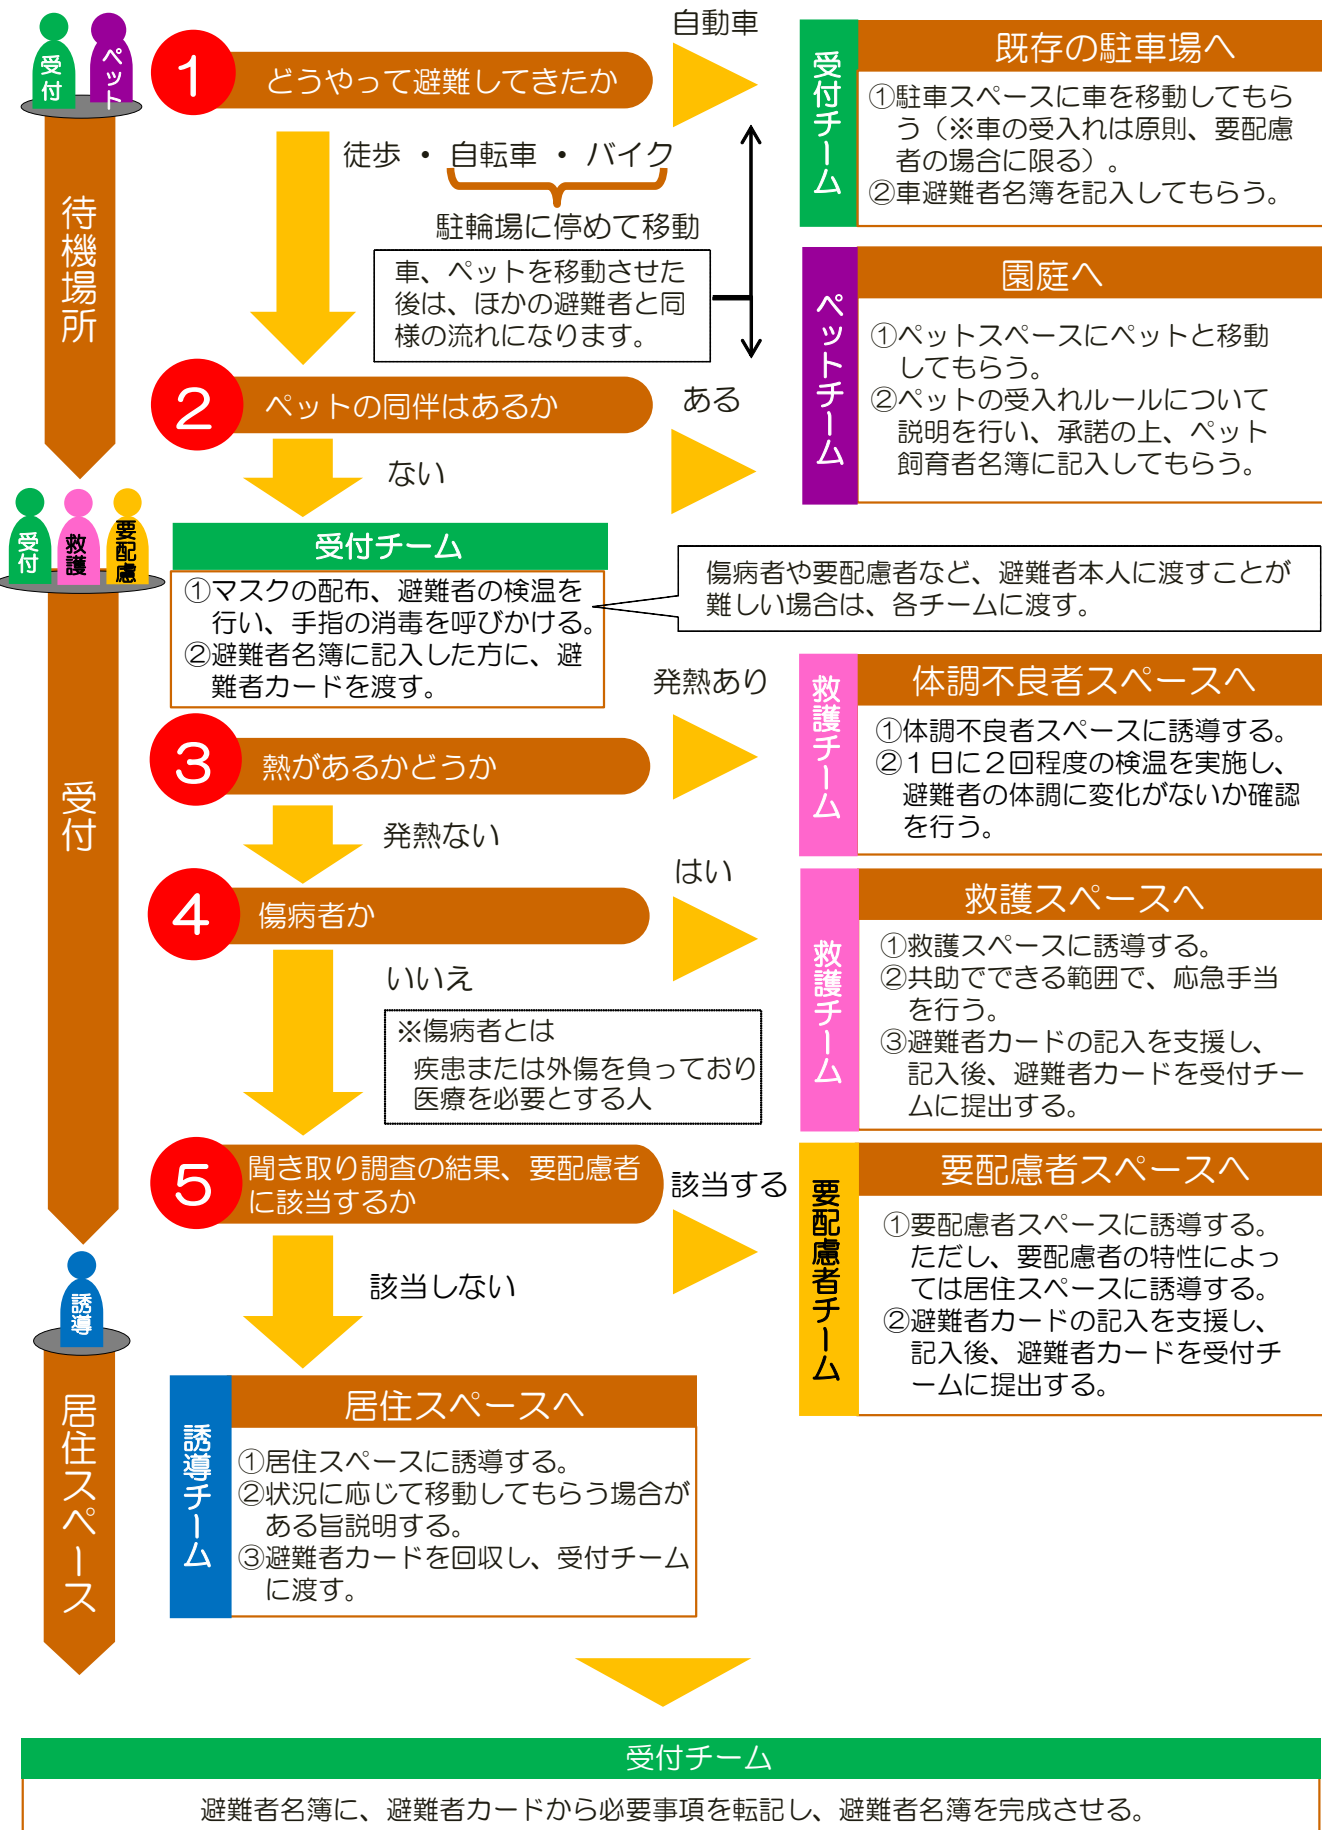 受付
ペット
待機場所
1
どうやって避難してきたか
自動車
徒歩 ・ 自転車 ・ バイク
駐輪場に停めて移動
車、ペットを移動させた
後は、ほかの避難者と同
様の流れになります。
受付チーム
既存の駐車場へ
①駐車スペースに車を移動してもら
う（※車の受入れは原則、要配慮
者の場合に限る）。
②車避難者名簿を記入してもらう。
2
ペットの同伴はあるか
ある
ない
ペットチーム
園庭へ
①ペットスペースにペットと移動
してもらう。
②ペットの受入れルールについて
説明を行い、承諾の上、ペット
飼育者名簿に記入してもらう。
受付
救護
要配慮
受付
受付チーム
①マスクの配布、避難者の検温を
行い、手指の消毒を呼びかける。
②避難者名簿に記入した方に、避
難者カードを渡す。
傷病者や要配慮者など、避難者本人に渡すことが
難しい場合は、各チームに渡す。
3
熱があるかどうか
発熱あり
発熱ない
救護チーム
体調不良者スペースへ
①体調不良者スペースに誘導する。
②１日に２回程度の検温を実施し、
避難者の体調に変化がないか確認
を行う。
4
傷病者か
はい
いいえ
※傷病者とは
疾患または外傷を負っており
医療を必要とする人
救護チーム
救護スペースへ
①救護スペースに誘導する。
②共助でできる範囲で、応急手当
を行う。
③避難者カードの記入を支援し、
記入後、避難者カードを受付チー
ムに提出する。
5
聞き取り調査の結果、要配慮者
に該当するか
該当する
該当しない
要配慮者チーム
要配慮者スペースへ
①要配慮者スペースに誘導する。
ただし、要配慮者の特性によっ
ては居住スペースに誘導する。
②避難者カードの記入を支援し、
記入後、避難者カードを受付チ
ームに提出する。
誘導
居住スペース
誘導チーム
居住スペースへ
①居住スペースに誘導する。
②状況に応じて移動してもらう場合が
ある旨説明する。
③避難者カードを回収し、受付チーム
に渡す。
受付チーム
避難者名簿に、避難者カードから必要事項を転記し、避難者名簿を完成させる。